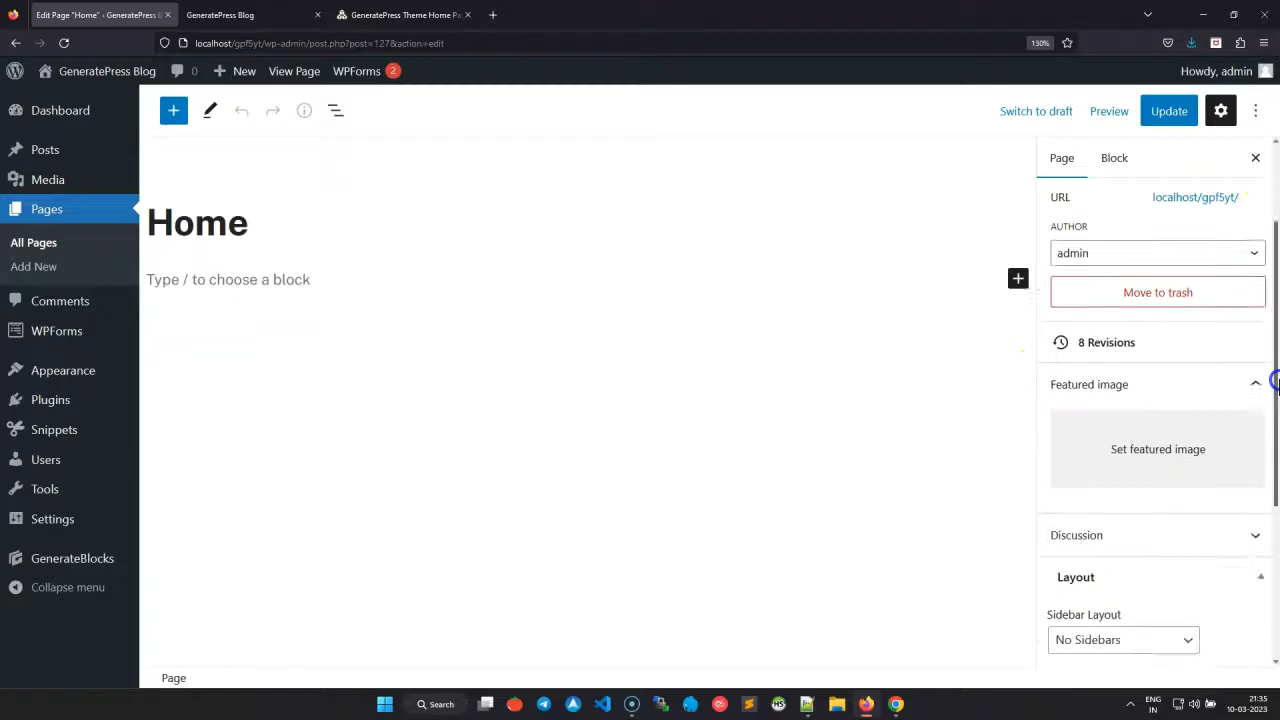 Edit Page "Home" ‹ GeneratePress B
GeneratePress Blog
GeneratePress Theme Home Pa
localhost/gpf5yt/wp-admin/post.php?post=127&action=edit
130%
GeneratePress Blog
0
New
View Page
WPForms
2
Howdy, admin
Dashboard
Posts
Media
Pages
All Pages
Add New
Comments
WPForms
Appearance
Plugins
Snippets
Users
Tools
Settings
GenerateBlocks
Collapse menu
Switch to draft
Preview
Update
Home
Type / to choose a block
Page
Block
URL
localhost/gpf5yt/
AUTHOR
admin
Move to trash
8 Revisions
Featured image
Set featured image
Discussion
Layout
Sidebar Layout
No Sidebars
Page
Search
HS
ENG
IN
21:35
10-03-2023